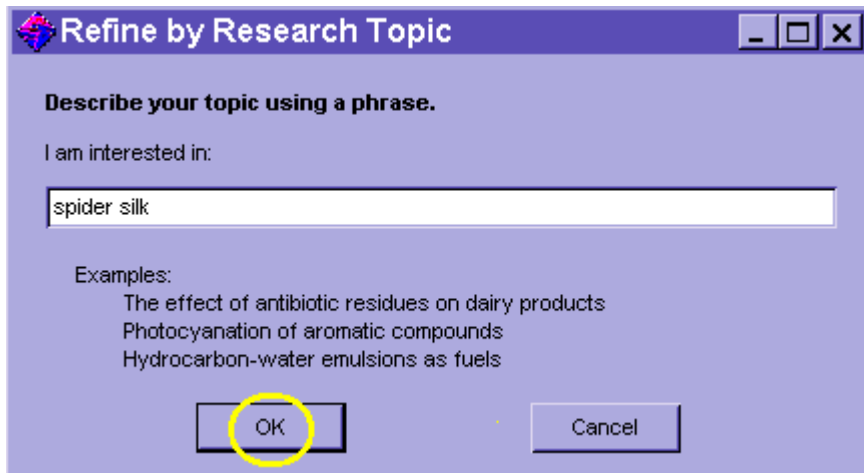 Refine by Research Topic
Describe your topic using a phrase.
I am interested in:
spider silk
Examples:
The effect of antibiotic residues on dairy products
Photocyanation of aromatic compounds
Hydrocarbon-water emulsions as fuels
OK Cancel